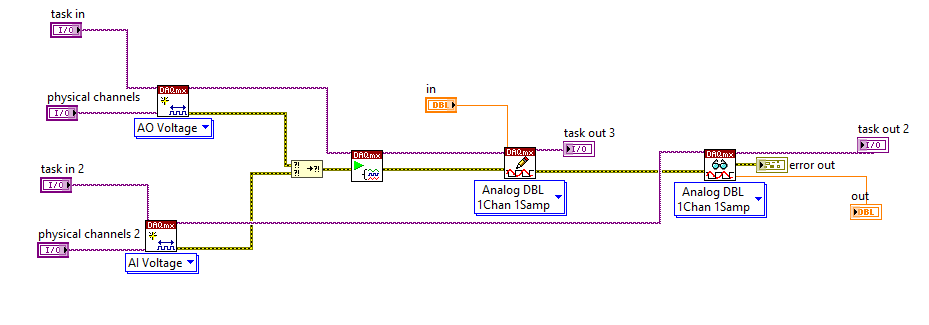 task in
I/O
DAQmx
physical channels
I/O
AO Voltage
in
DBL
task out 3
I/O
task out 2
I/O
task in 2
I/O
?!
?!
→?!
DAQmx
DAQmx
Analog DBL
1Chan 1Samp
DAQmx
error out
Analog DBL
1Chan 1Samp
out
DBL
physical channels 2
I/O
DAQmx
AI Voltage